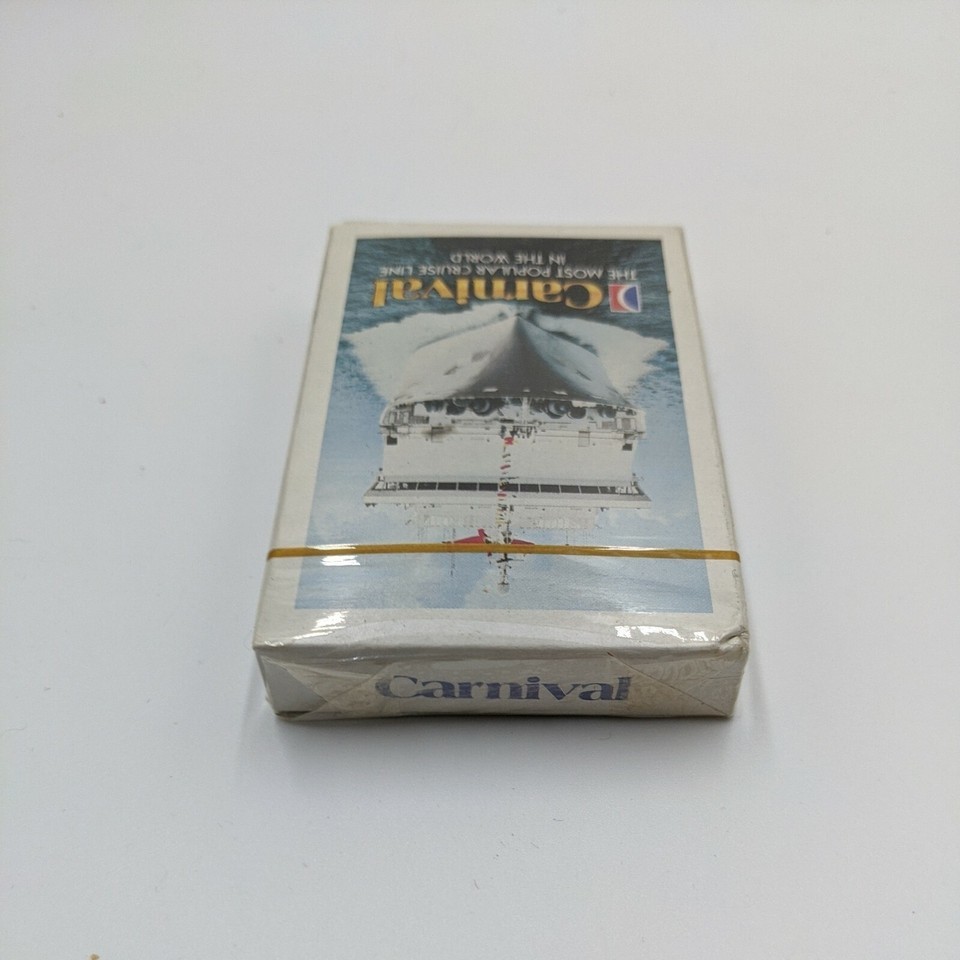 Carnival
THE MOST POPULAR CRUISE LINE
IN THE WORLD
Carnival